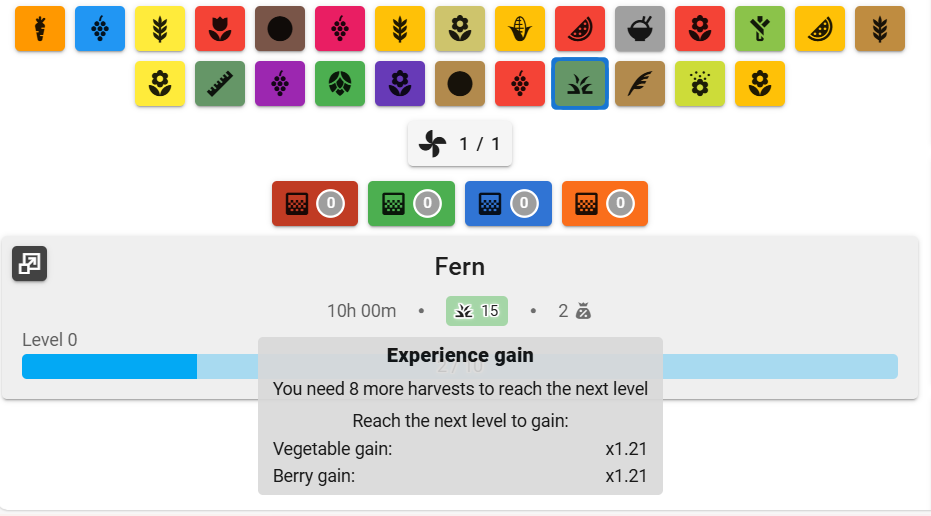 1 / 1
0
0
0
0
Fern
10h 00m • 15 • 2
Level 0
2 / 10
Experience gain
You need 8 more harvests to reach the next level
Reach the next level to gain:
Vegetable gain: x1.21
Berry gain: x1.21